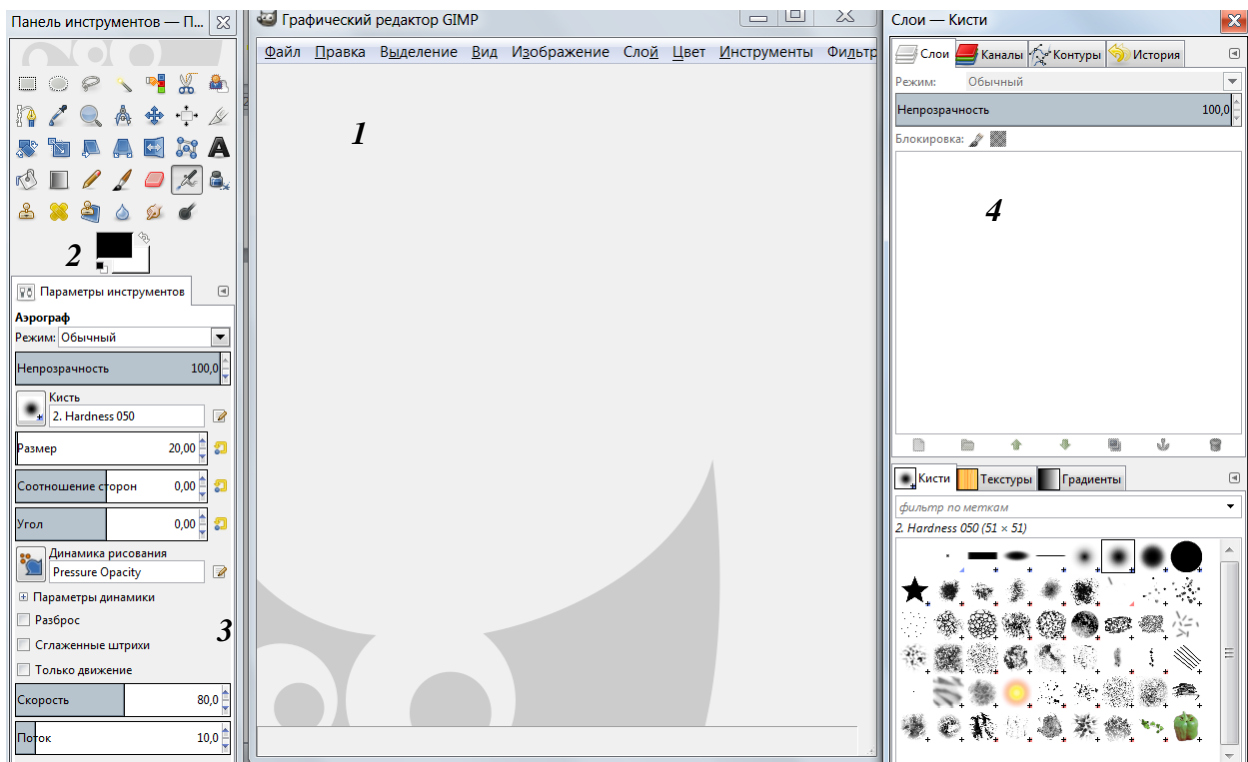 Панель инструментов — П...
2
Параметры инструментов
Аэрограф
Режим: Обычный
Непрозрачность 100,0
Кисть
2. Hardness 050
Размер 20,00
Соотношение сторон 0,00
Угол 0,00
Динамика рисования
Pressure Opacity
Параметры динамики
Разброс
3
Сглаженные штрихи
Только движение
Скорость 80,0
Поток 10,0
Графический редактор GIMP
Файл Правка Выделение Вид Изображение Слой Цвет Инструменты Фильтр
1
Слои — Кисти
Слои Каналы Контуры История
Режим: Обычный
Непрозрачность 100,0
Блокировка:
4
Кисти Текстуры Градиенты
фильтр по меткам
2. Hardness 050 (51 × 51)